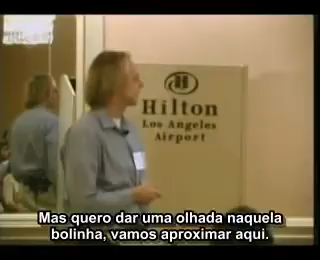 Hilton
Los Angeles
Airport
Mas quero dar uma olhada naquela
bolinha, vamos aproximar aqui.